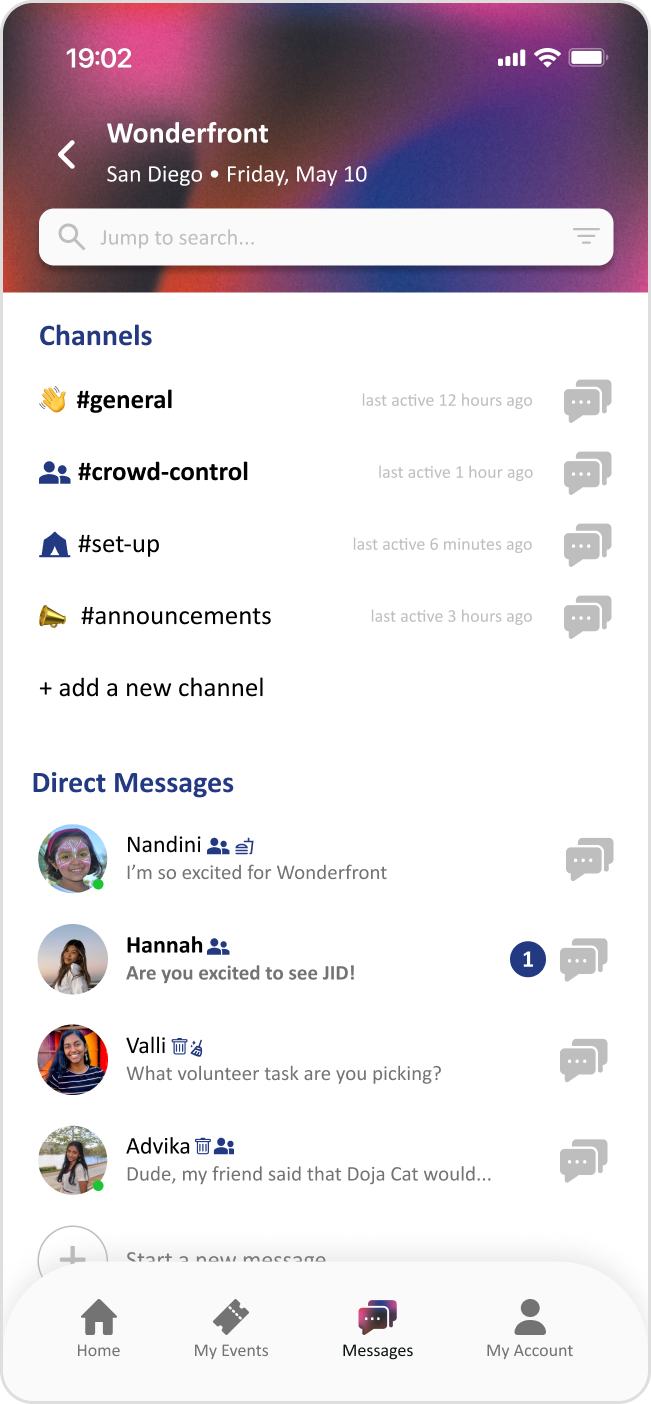 19:02
Wonderfront
San Diego • Friday, May 10
Jump to search...
Channels
#general last active 12 hours ago
#crowd-control last active 1 hour ago
#set-up last active 6 minutes ago
#announcements last active 3 hours ago
+ add a new channel
Direct Messages
Nandini
I'm so excited for Wonderfront
Hannah
Are you excited to see JID!
1
Valli
What volunteer task are you picking?
Advika
Dude, my friend said that Doja Cat would...
Start a new message
Home My Events Messages My Account